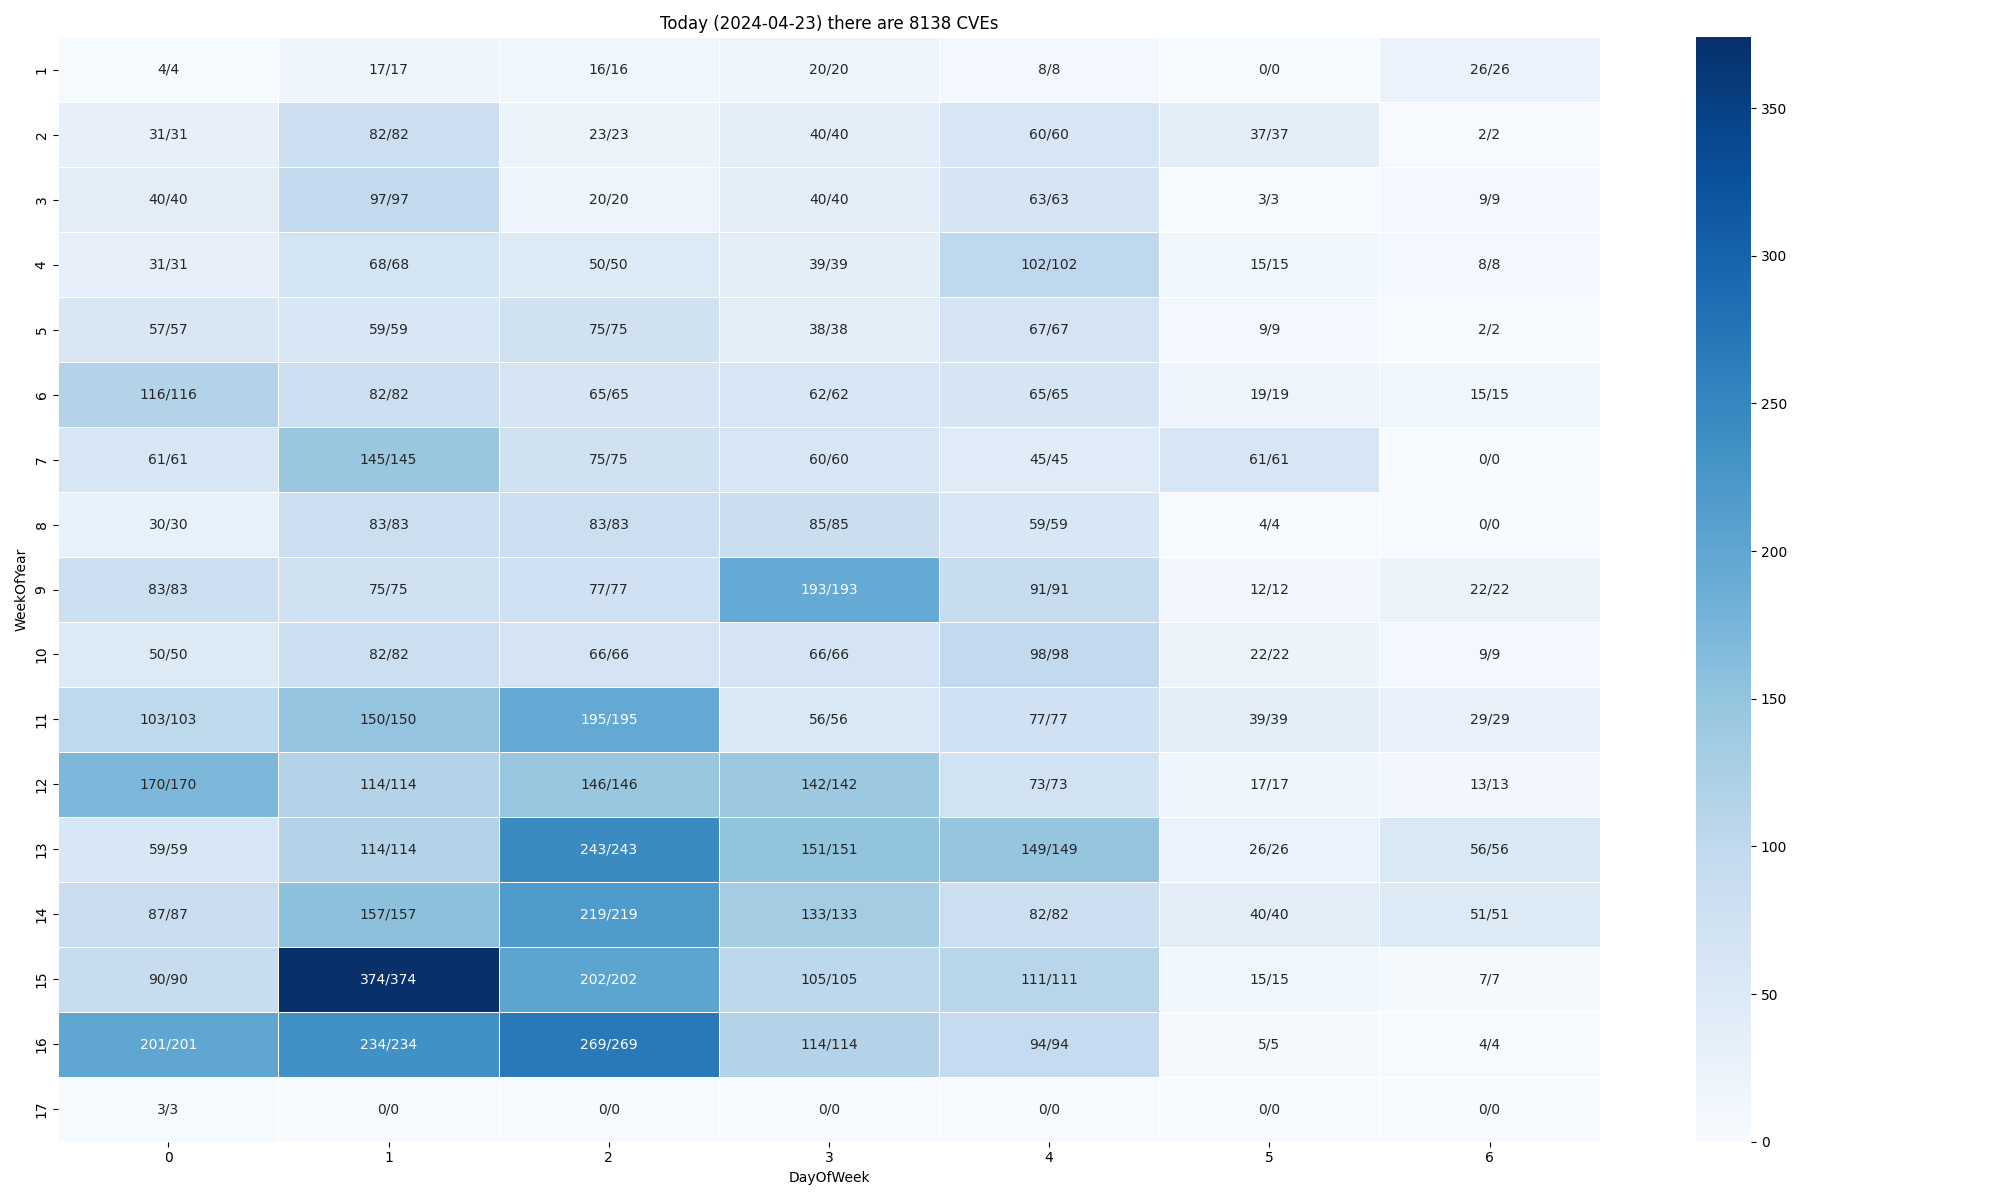 Today (2024-04-23) there are 8138 CVEs
1 4/4 17/17 16/16 20/20 8/8 0/0 26/26
2 31/31 82/82 23/23 40/40 60/60 37/37 2/2
3 40/40 97/97 20/20 40/40 63/63 3/3 9/9
4 31/31 68/68 50/50 39/39 102/102 15/15 8/8
5 57/57 59/59 75/75 38/38 67/67 9/9 2/2
6 116/116 82/82 65/65 62/62 65/65 19/19 15/15
7 61/61 145/145 75/75 60/60 45/45 61/61 0/0
8 30/30 83/83 83/83 85/85 59/59 4/4 0/0
9 83/83 75/75 77/77 193/193 91/91 12/12 22/22
10 50/50 82/82 66/66 66/66 98/98 22/22 9/9
11 103/103 150/150 195/195 56/56 77/77 39/39 29/29
12 170/170 114/114 146/146 142/142 73/73 17/17 13/13
13 59/59 114/114 243/243 151/151 149/149 26/26 56/56
14 87/87 157/157 219/219 133/133 82/82 40/40 51/51
15 90/90 374/374 202/202 105/105 111/111 15/15 7/7
16 201/201 234/234 269/269 114/114 94/94 5/5 4/4
17 3/3 0/0 0/0 0/0 0/0 0/0 0/0
0 1 2 3 4 5 6
DayOfWeek
WeekOfYear
350
300
250
200
150
100
50
0